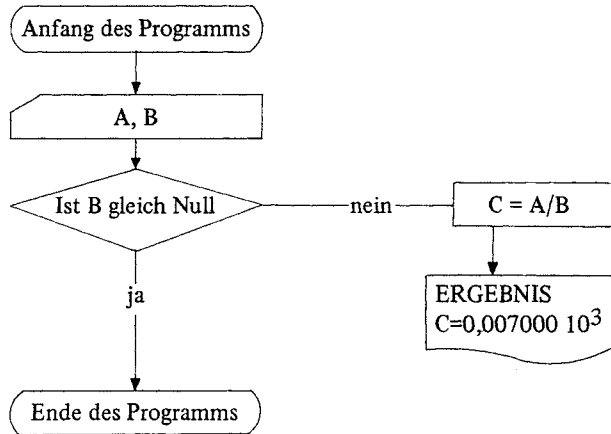 Anfang des Programms
A, B
Ist B gleich Null
nein
C = A/B
ja
ERGEBNIS
C=0,007000 10³
Ende des Programms